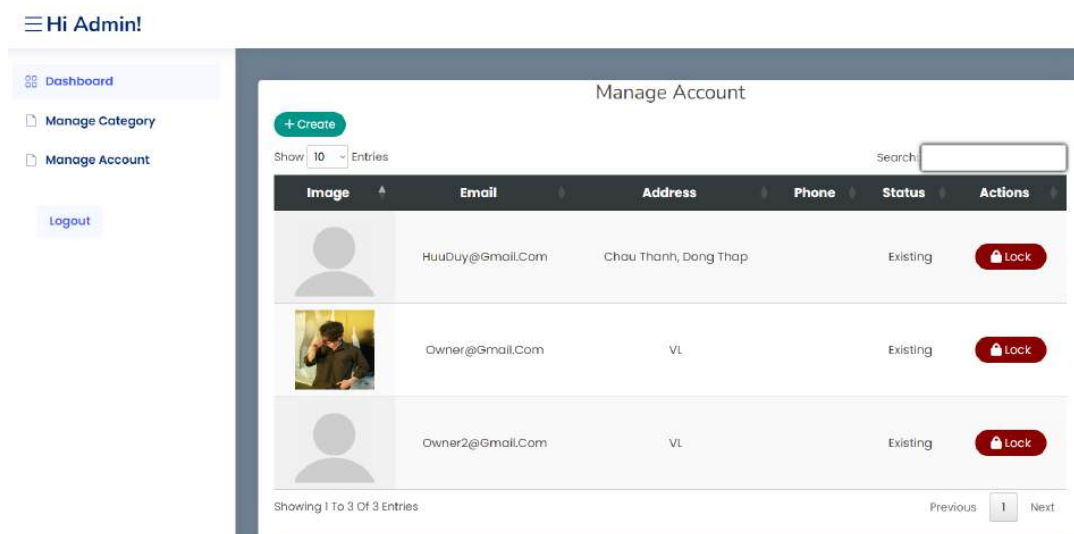 Hi Admin!
Dashboard
Manage Category
Manage Account
Logout
Manage Account
+ Create
Show 10 Entries
Search:
Image Email Address Phone Status Actions
HuuDuy@Gmail.Com Chau Thanh, Dong Thap Existing Lock
Owner@Gmail.Com VL Existing Lock
Owner2@Gmail.Com VL Existing Lock
Showing 1 To 3 Of 3 Entries
Previous 1 Next